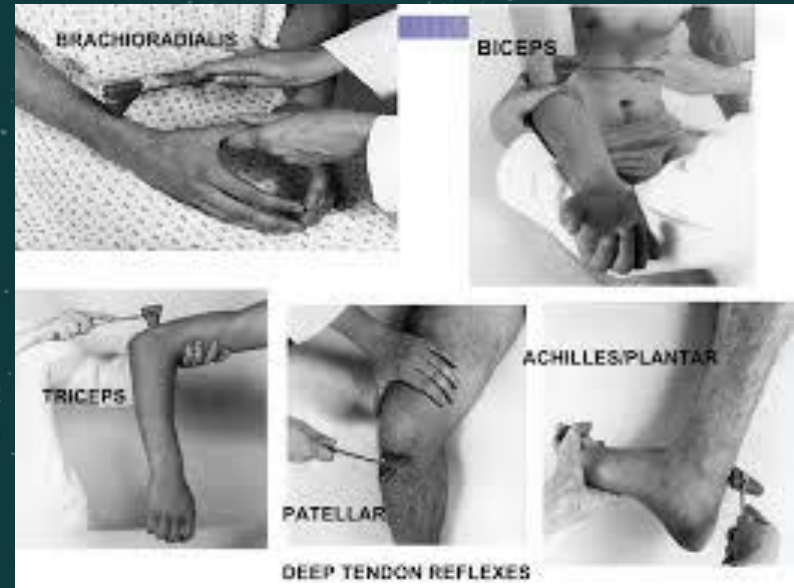 BRACHIORADIALIS
BICEPS
TRICEPS
PATELLAR
ACHILLES/PLANTAR
DEEP TENDON REFLEXES